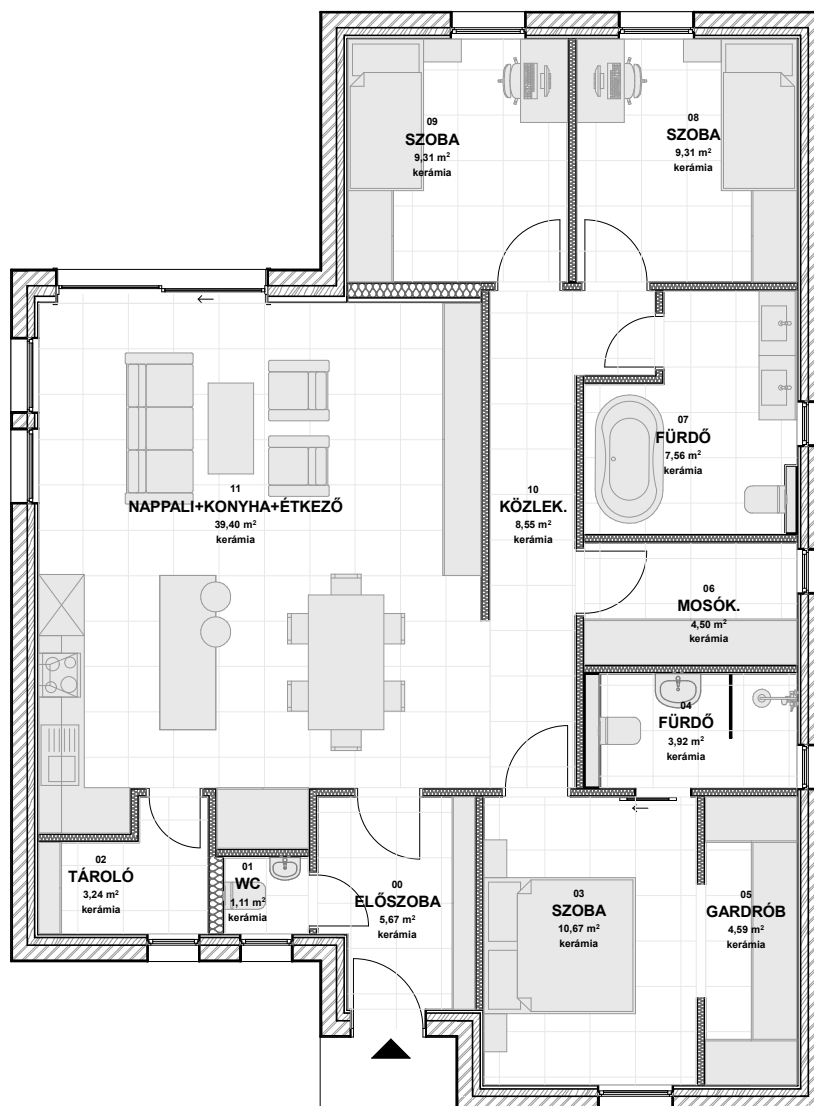 09
SZOBA
9,31 m²
kerámia
08
SZOBA
9,31 m²
kerámia
07
FÜRDŐ
7,56 m²
kerámia
11
NAPPALI+KONYHA+ÉTKEZŐ
39,40 m²
kerámia
10
KÖZLEK.
8,55 m²
kerámia
06
MOSÓK.
4,50 m²
kerámia
04
FÜRDŐ
3,92 m²
kerámia
02
TÁROLÓ
3,24 m²
kerámia
01
WC
1,11 m²
kerámia
00
ELŐSZOBA
5,67 m²
kerámia
03
SZOBA
10,67 m²
kerámia
05
GARDRÓB
4,59 m²
kerámia